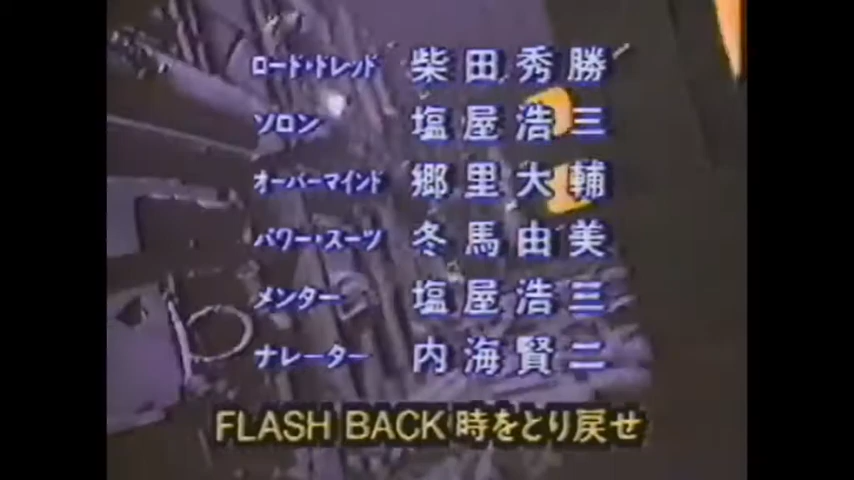 ロード・ドレッド 柴田秀勝
ソロン 塩屋浩三
オーバーマインド 郷里大輔
パワー・スーツ 冬馬由美
メンター 塩屋浩三
ナレーター 内海賢二
FLASH BACK 時をとり戻せ